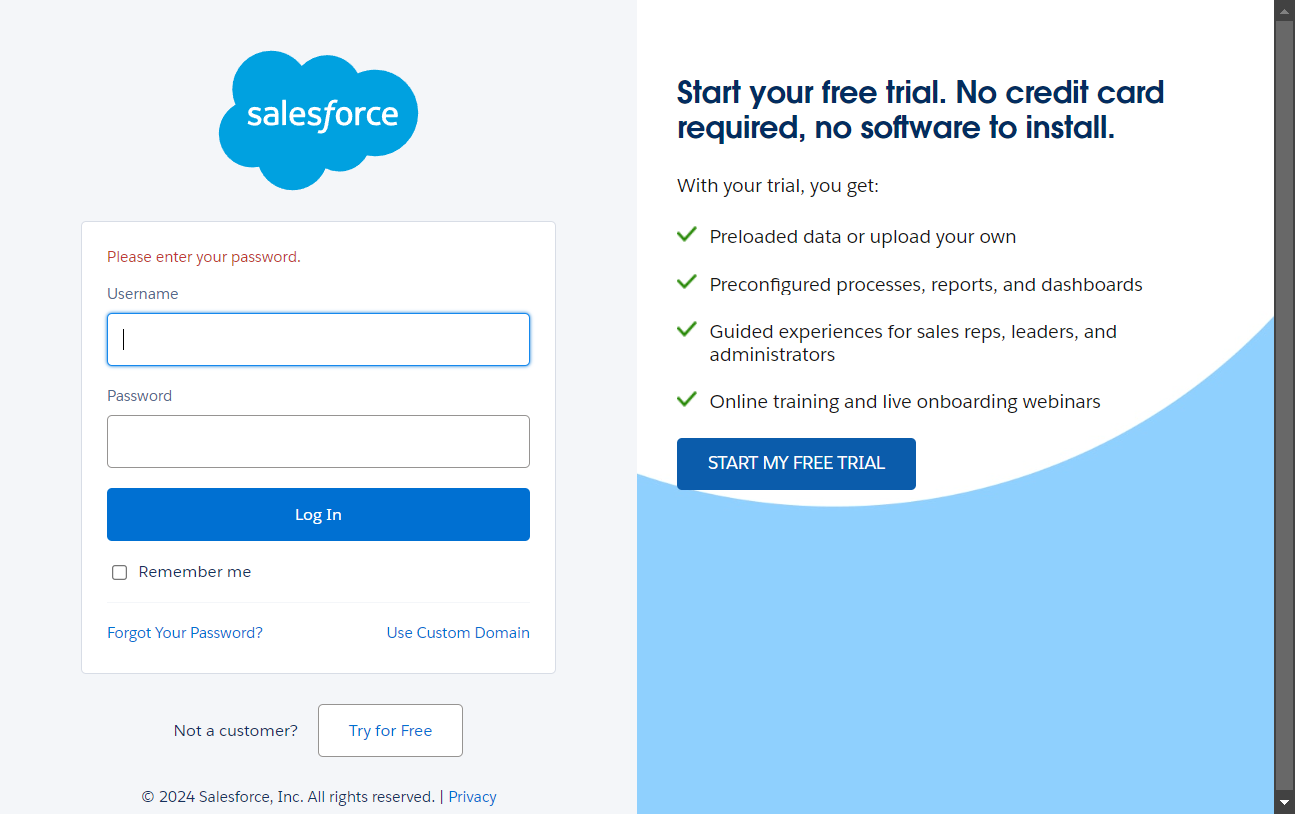 salesforce
Please enter your password.
Username
Password
Log In
Remember me
Forgot Your Password?
Use Custom Domain
Not a customer?
Try for Free
© 2024 Salesforce, Inc. All rights reserved. | Privacy
Start your free trial. No credit card
required, no software to install.
With your trial, you get:
Preloaded data or upload your own
Preconfigured processes, reports, and dashboards
Guided experiences for sales reps, leaders, and
administrators
Online training and live onboarding webinars
START MY FREE TRIAL